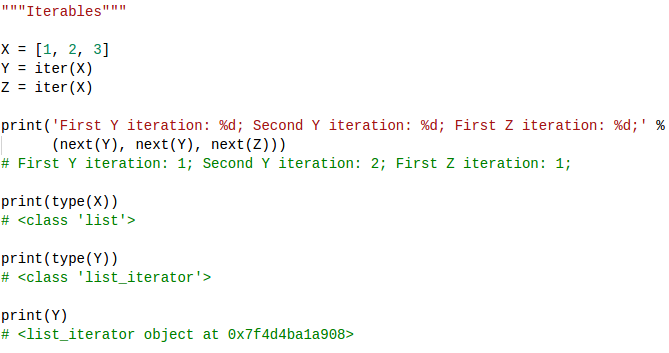 """Iterables"""
X = [1, 2, 3]
Y = iter(X)
Z = iter(X)
print('First Y iteration: %d; Second Y iteration: %d; First Z iteration: %d;' %
      (next(Y), next(Y), next(Z)))
# First Y iteration: 1; Second Y iteration: 2; First Z iteration: 1;
print(type(X))
# <class 'list'>
print(type(Y))
# <class 'list_iterator'>
print(Y)
# <list_iterator object at 0x7f4d4ba1a908>